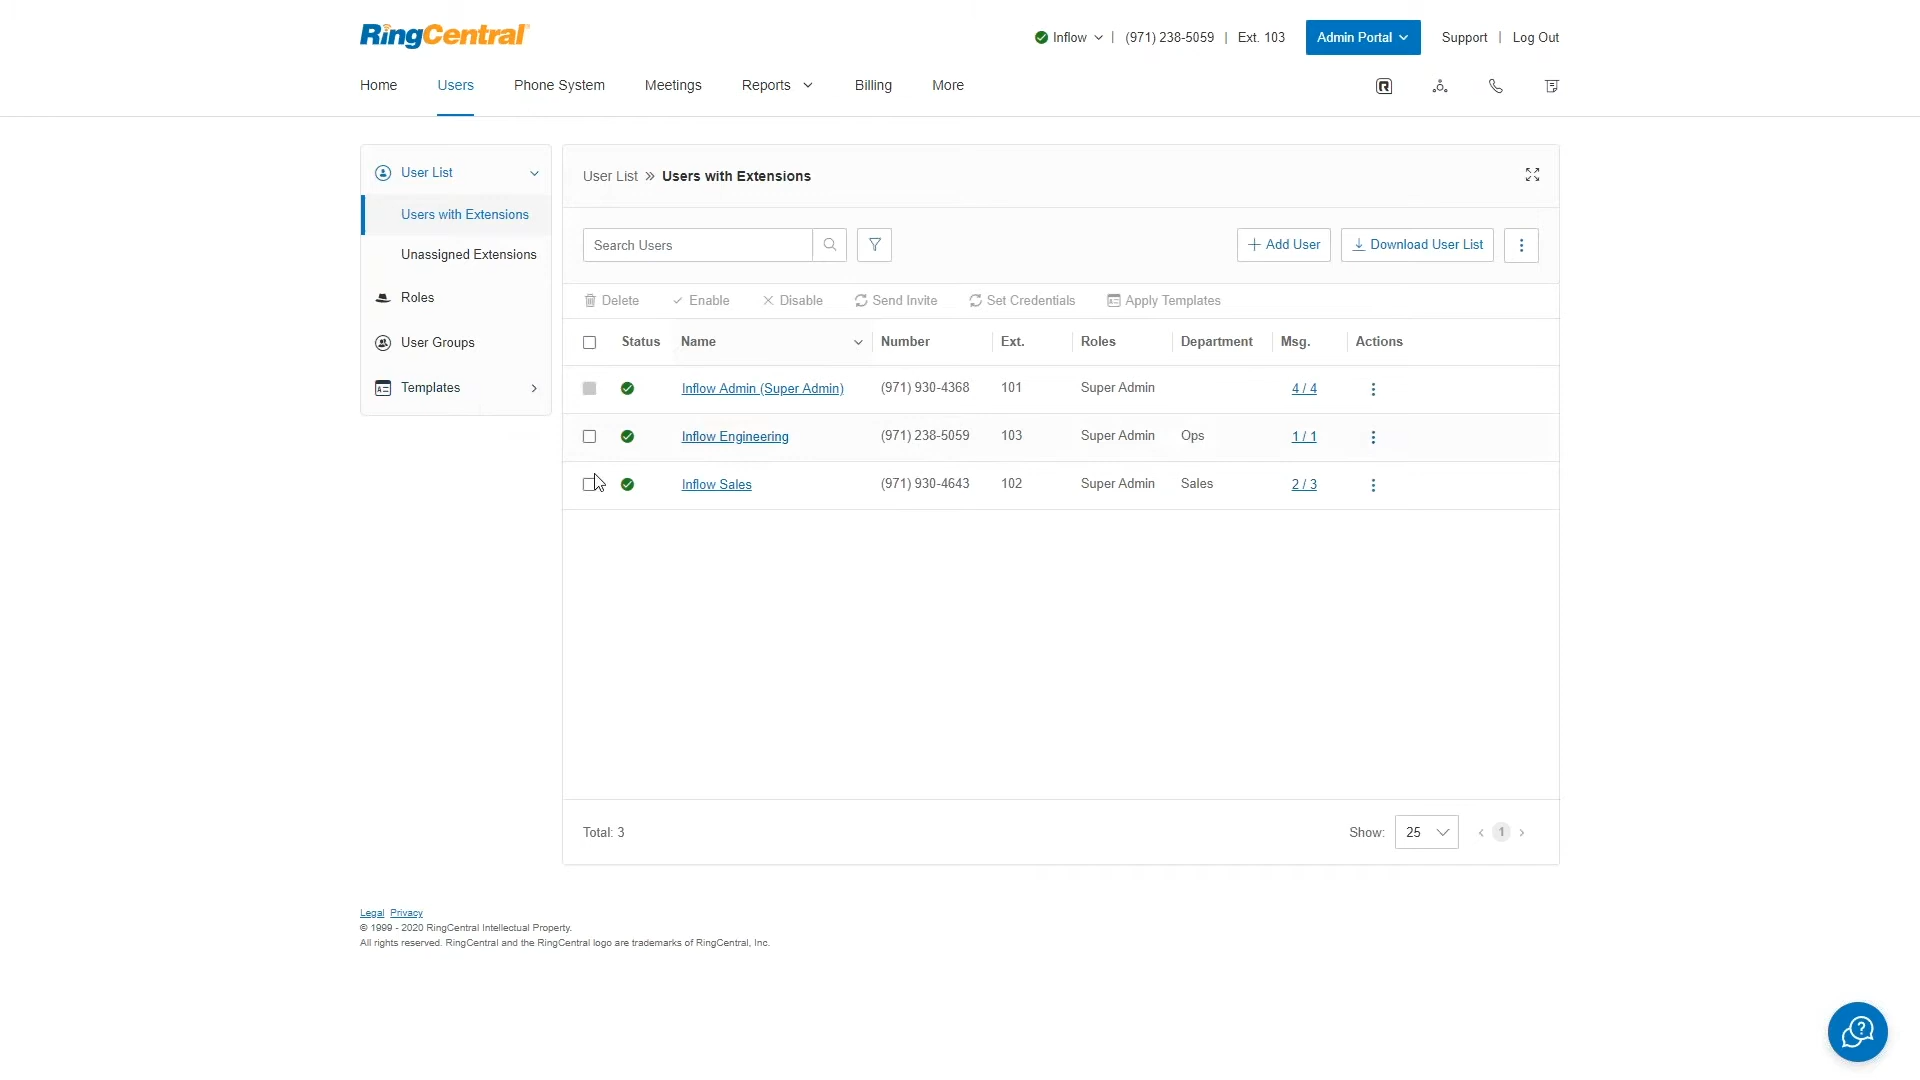 RingCentral
Inflow | (971) 238-5059 | Ext. 103 Admin Portal Support | Log Out
Home Users Phone System Meetings Reports Billing More
User List
Users with Extensions
Unassigned Extensions
Roles
User Groups
Templates
User List » Users with Extensions
Search Users
+ Add User Download User List
Delete Enable Disable Send Invite Set Credentials Apply Templates
Status Name Number Ext. Roles Department Msg. Actions
Inflow Admin (Super Admin) (971) 930-4368 101 Super Admin 4 / 4
Inflow Engineering (971) 238-5059 103 Super Admin Ops 1 / 1
Inflow Sales (971) 930-4643 102 Super Admin Sales 2 / 3
Total: 3 Show: 25 ‹ 1 ›
Legal Privacy
© 1999 - 2020 RingCentral Intellectual Property.
All rights reserved. RingCentral and the RingCentral logo are trademarks of RingCentral, Inc.